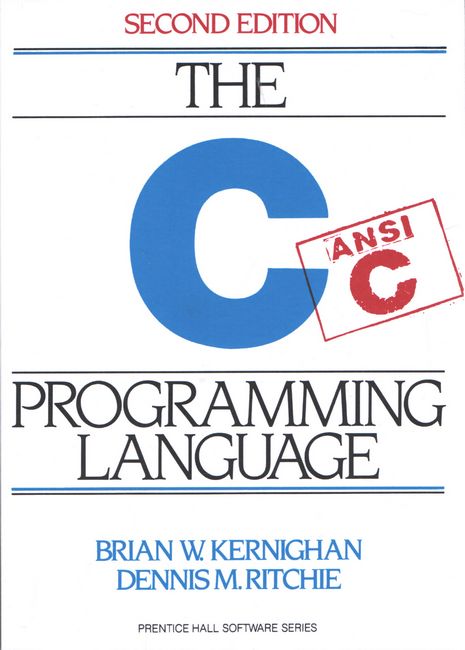 SECOND EDITION
THE
C
ANSI
C
PROGRAMMING
LANGUAGE
BRIAN W. KERNIGHAN
DENNIS M. RITCHIE
PRENTICE HALL SOFTWARE SERIES